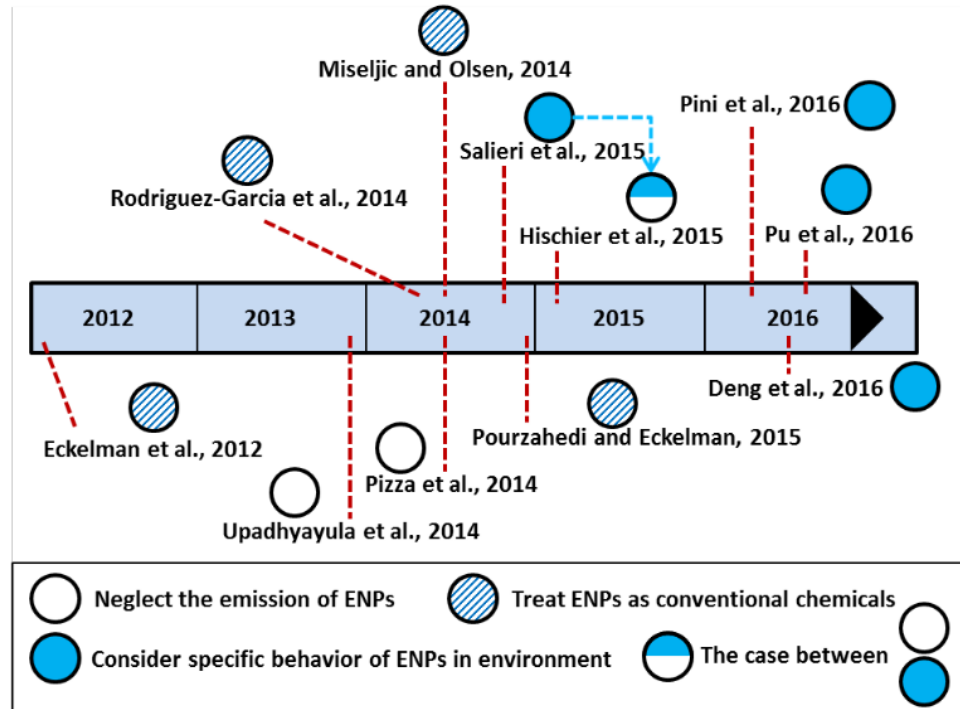 Miseljic and Olsen, 2014
Pini et al., 2016
Salieri et al., 2015
Rodriguez-Garcia et al., 2014
Hischier et al., 2015
Pu et al., 2016
2012
2013
2014
2015
2016
Deng et al., 2016
Eckelman et al., 2012
Pourzahedi and Eckelman, 2015
Pizza et al., 2014
Upadhyayula et al., 2014
Neglect the emission of ENPs
Treat ENPs as conventional chemicals
Consider specific behavior of ENPs in environment
The case between